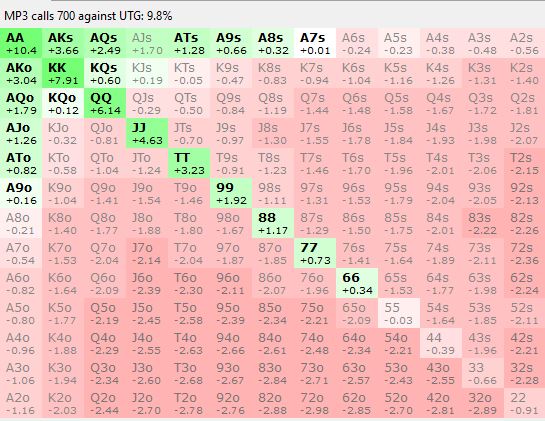 MP3 calls 700 against UTG: 9.8%
AA AKs AQs AJs ATs A9s A8s A7s A6s A5s A4s A3s A2s
+10.4 +3.66 +2.49 +1.70 +1.28 +0.66 +0.32 +0.01 -0.24 -0.23 -0.38 -0.48 -0.56
AKo KK KQs KJs KTs K9s K8s K7s K6s K5s K4s K3s K2s
+3.04 +7.91 +0.60 +0.19 -0.05 -0.47 -0.83 -0.94 -1.04 -1.16 -1.26 -1.31 -1.40
AQo KQo QQ QJs QTs Q9s Q8s Q7s Q6s Q5s Q4s Q3s Q2s
+1.79 +0.12 +6.14 -0.29 -0.50 -0.84 -1.19 -1.44 -1.48 -1.58 -1.67 -1.72 -1.81
AJo KJo QJo JJ JTs J9s J8s J7s J6s J5s J4s J3s J2s
+1.26 -0.32 -0.81 +4.63 -0.70 -0.97 -1.30 -1.55 -1.78 -1.84 -1.93 -1.98 -2.07
ATo KTo QTo JTo TT T9s T8s T7s T6s T5s T4s T3s T2s
+0.82 -0.58 -1.04 -1.24 +3.23 -0.91 -1.23 -1.46 -1.70 -1.96 -2.01 -2.06 -2.15
A9o K9o Q9o J9o T9o 99 98s 97s 96s 95s 94s 93s 92s
+0.16 -1.04 -1.41 -1.54 -1.46 +1.92 -1.11 -1.31 -1.53 -1.79 -2.04 -2.05 -2.13
A8o K8o Q8o J8o T8o 98o 88 87s 86s 85s 84s 83s 82s
-0.21 -1.40 -1.77 -1.88 -1.80 -1.67 +1.17 -1.29 -1.50 -1.75 -2.01 -2.22 -2.26
A7o K7o Q7o J7o T7o 97o 87o 77 76s 75s 74s 73s 72s
-0.54 -1.53 -2.04 -2.14 -2.04 -1.87 -1.85 +0.73 -1.41 -1.64 -1.89 -2.11 -2.36
A6o K6o Q6o J6o T6o 96o 86o 76o 66 65s 64s 63s 62s
-0.82 -1.64 -2.09 -2.39 -2.30 -2.11 -2.07 -1.96 +0.34 -1.53 -1.77 -1.98 -2.24
A5o K5o Q5o J5o T5o 95o 85o 75o 65o 55 54s 53s 52s
-0.80 -1.77 -2.19 -2.45 -2.58 -2.39 -2.34 -2.21 -2.09 -0.03 -1.64 -1.85 -2.11
A4o K4o Q4o J4o T4o 94o 84o 74o 64o 54o 44 43s 42s
-0.96 -1.88 -2.29 -2.55 -2.63 -2.66 -2.61 -2.48 -2.34 -2.21 -0.39 -1.96 -2.21
A3o K3o Q3o J3o T3o 93o 83o 73o 63o 53o 43o 33 32s
-1.06 -1.94 -2.34 -2.60 -2.68 -2.67 -2.84 -2.71 -2.57 -2.43 -2.55 -0.66 -2.28
A2o K2o Q2o J2o T2o 92o 82o 72o 62o 52o 42o 32o 22
-1.16 -2.03 -2.44 -2.70 -2.78 -2.76 -2.88 -2.98 -2.85 -2.70 -2.81 -2.89 -0.91